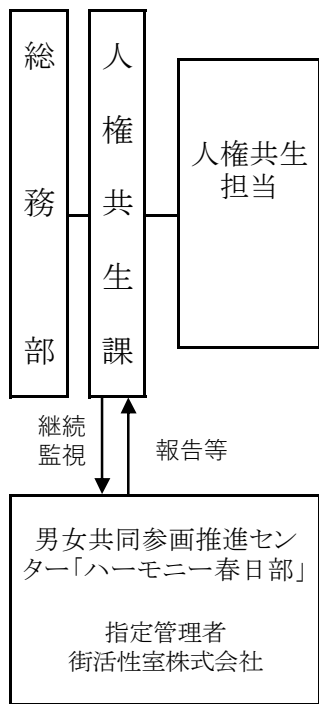 総務部
人権共生課
人権共生
担当
継続
監視
報告等
男女共同参画推進セン
ター「ハーモニー春日部」
指定管理者
街活性室株式会社